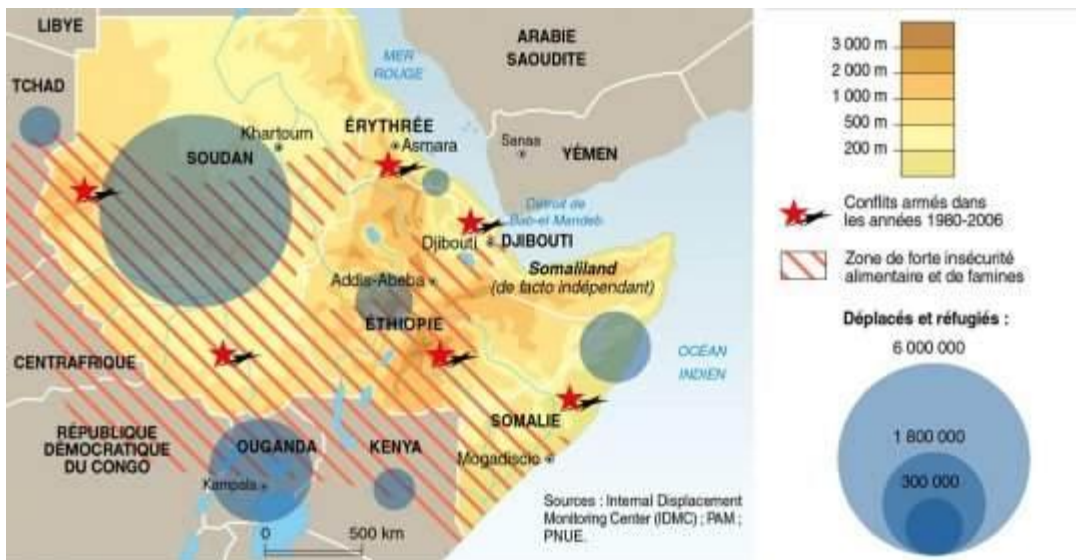 LIBYE
TCHAD
MER
ROUGE
ARABIE
SAOUDITE
Khartoum
SOUDAN
ÉRYTHRÉE
Asmara
Sanaa
YÉMEN
Détroit de
Bab-el Mandeb
Djibouti
DJIBOUTI
Somaliland
(de facto indépendant)
Addis-Abeba
ÉTHIOPIE
CENTRAFRIQUE
OCÉAN
INDIEN
SOMALIE
RÉPUBLIQUE
DÉMOCRATIQUE
DU CONGO
OUGANDA
KENYA
Kampala
Mogadiscio
0 500 km
Sources : Internal Displacement
Monitoring Center (IDMC) ; PAM ;
PNUE.
3 000 m
2 000 m
1 000 m
500 m
200 m
Conflits armés dans
les années 1980-2006
Zone de forte insécurité
alimentaire et de famines
Déplacés et réfugiés :
6 000 000
1 800 000
300 000